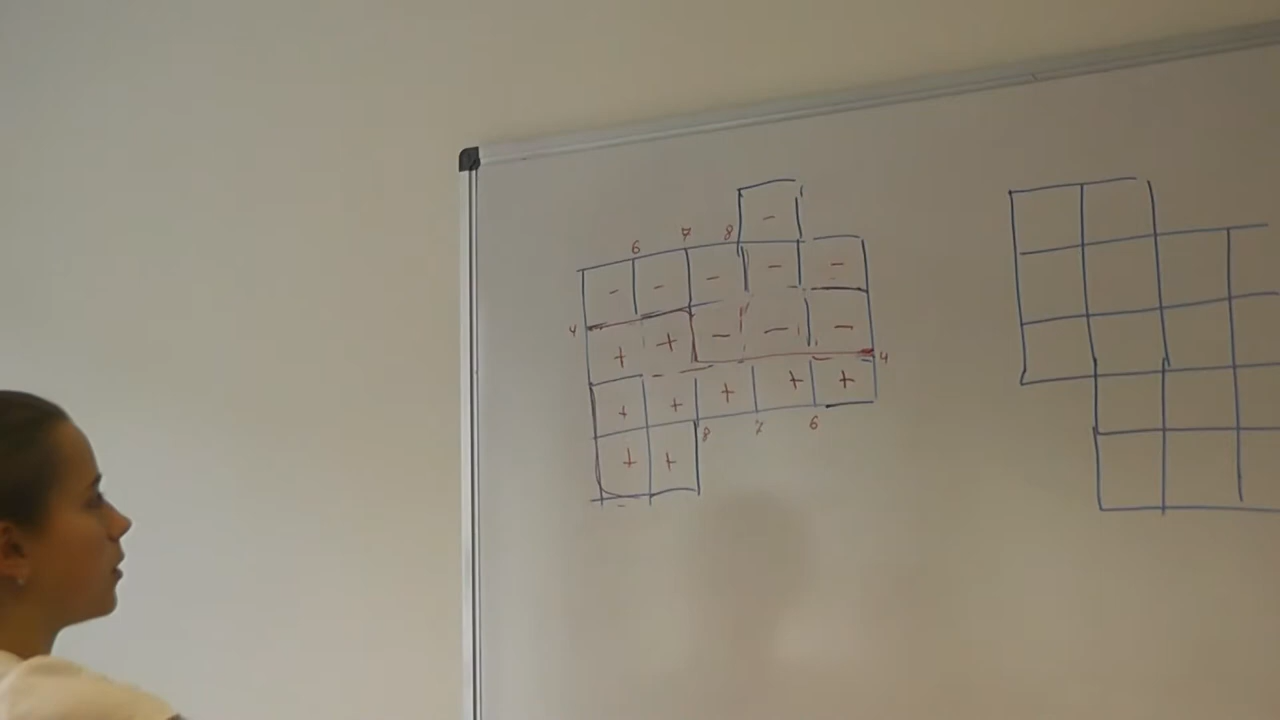 -
6 7 8
- - - - -
4
+ + - - -
4
+ + + + +
8 7 6
+ +